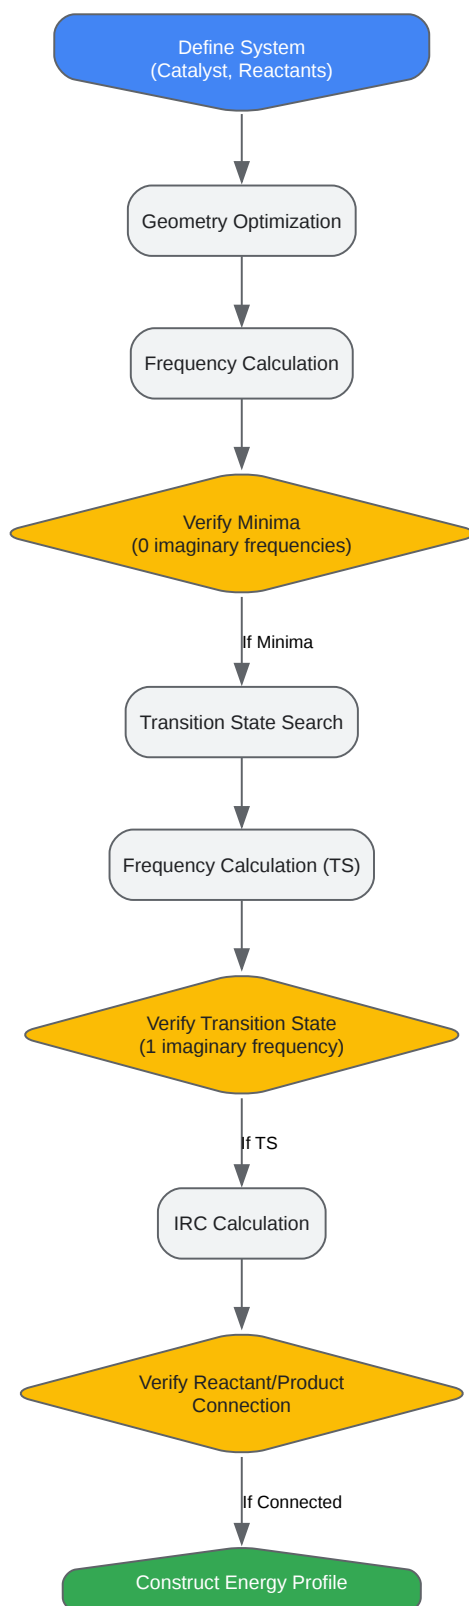 Define System
(Catalyst, Reactants)
Geometry Optimization
Frequency Calculation
Verify Minima
(0 imaginary frequencies)
If Minima
Transition State Search
Frequency Calculation (TS)
Verify Transition State
(1 imaginary frequency)
If TS
IRC Calculation
Verify Reactant/Product
Connection
If Connected
Construct Energy Profile